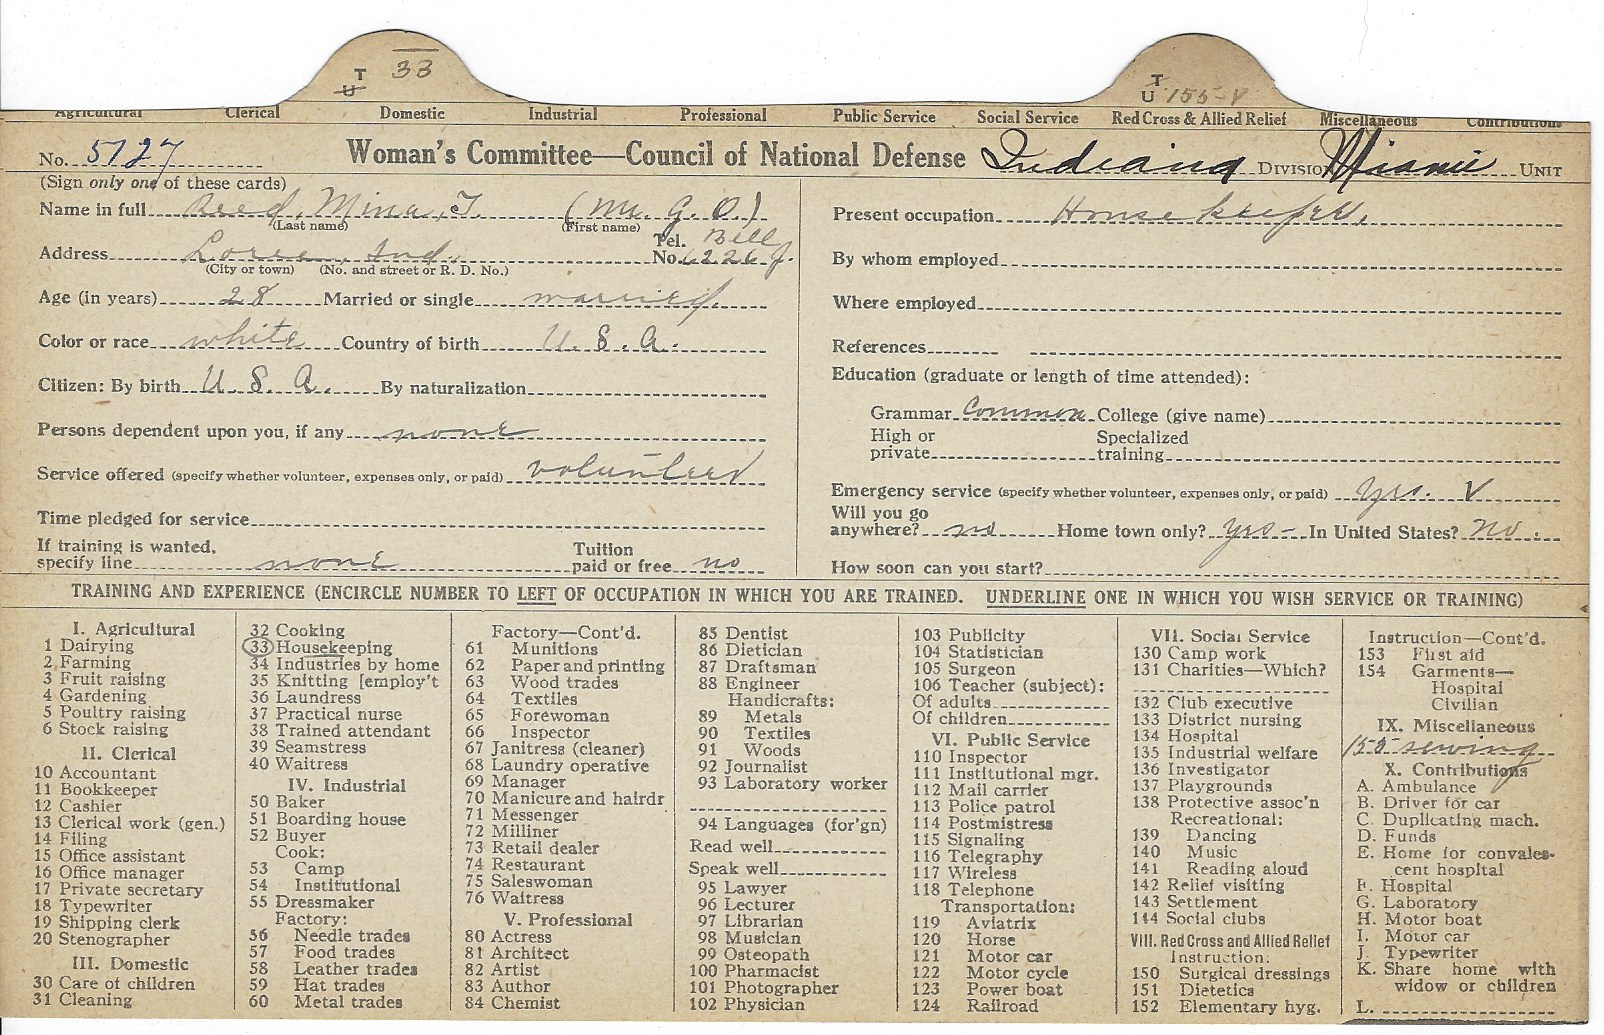 T
U 33
T
U 155-V
Agricultural Clerical Domestic Industrial Professional Public Service Social Service Red Cross & Allied Relief Miscellaneous Contributions
No. 5127 Woman's Committee—Council of National Defense Indiana DIVISION Miami UNIT
(Sign only one of these cards)
Name in full Reed, Mina, T. (Mrs. G. O.)
(Last name) (First name)
Address Loree, Ind. Tel. No. Bell 6226 J.
(City or town) (No. and street or R. D. No.)
Age (in years) 28 Married or single married.
Color or race white Country of birth U. S. A.
Citizen: By birth U. S. A. By naturalization
Persons dependent upon you, if any none
Service offered (specify whether volunteer, expenses only, or paid) volunteer
Time pledged for service
If training is wanted, specify line none Tuition paid or free no
Present occupation House keeper.
By whom employed
Where employed
References
Education (graduate or length of time attended):
Grammar Common College (give name)
High or private Specialized training
Emergency service (specify whether volunteer, expenses only, or paid) yes. V
Will you go anywhere? no Home town only? yes- In United States? no.
How soon can you start?
TRAINING AND EXPERIENCE (ENCIRCLE NUMBER TO LEFT OF OCCUPATION IN WHICH YOU ARE TRAINED. UNDERLINE ONE IN WHICH YOU WISH SERVICE OR TRAINING)
I. Agricultural
1 Dairying
2 Farming
3 Fruit raising
4 Gardening
5 Poultry raising
6 Stock raising
II. Clerical
10 Accountant
11 Bookkeeper
12 Cashier
13 Clerical work (gen.)
14 Filing
15 Office assistant
16 Office manager
17 Private secretary
18 Typewriter
19 Shipping clerk
20 Stenographer
III. Domestic
30 Care of children
31 Cleaning
32 Cooking
33 Housekeeping
34 Industries by home
35 Knitting [employ't
36 Laundress
37 Practical nurse
38 Trained attendant
39 Seamstress
40 Waitress
IV. Industrial
50 Baker
51 Boarding house
52 Buyer
Cook:
53 Camp
54 Institutional
55 Dressmaker
Factory:
56 Needle trades
57 Food trades
58 Leather trades
59 Hat trades
60 Metal trades
Factory—Cont'd.
61 Munitions
62 Paper and printing
63 Wood trades
64 Textiles
65 Forewoman
66 Inspector
67 Janitress (cleaner)
68 Laundry operative
69 Manager
70 Manicure and hairdr
71 Messenger
72 Milliner
73 Retail dealer
74 Restaurant
75 Saleswoman
76 Waitress
V. Professional
80 Actress
81 Architect
82 Artist
83 Author
84 Chemist
85 Dentist
86 Dietician
87 Draftsman
88 Engineer
Handicrafts:
89 Metals
90 Textiles
91 Woods
92 Journalist
93 Laboratory worker
94 Languages (for'gn)
Read well
Speak well
95 Lawyer
96 Lecturer
97 Librarian
98 Musician
99 Osteopath
100 Pharmacist
101 Photographer
102 Physician
103 Publicity
104 Statistician
105 Surgeon
106 Teacher (subject):
Of adults
Of children
VI. Public Service
110 Inspector
111 Institutional mgr.
112 Mail carrier
113 Police patrol
114 Postmistress
115 Signaling
116 Telegraphy
117 Wireless
118 Telephone
Transportation:
119 Aviatrix
120 Horse
121 Motor car
122 Motor cycle
123 Power boat
124 Railroad
VII. Social Service
130 Camp work
131 Charities—Which?
132 Club executive
133 District nursing
134 Hospital
135 Industrial welfare
136 Investigator
137 Playgrounds
138 Protective assoc'n
Recreational:
139 Dancing
140 Music
141 Reading aloud
142 Relief visiting
143 Settlement
144 Social clubs
VIII. Red Cross and Allied Relief
Instruction:
150 Surgical dressings
151 Dietetics
152 Elementary hyg.
Instruction—Cont'd.
153 First aid
154 Garments—
Hospital
Civilian
IX. Miscellaneous
155 sewing
X. Contributions
A. Ambulance
B. Driver for car
C. Duplicating mach.
D. Funds
E. Home for convales-
cent hospital
F. Hospital
G. Laboratory
H. Motor boat
I. Motor car
J. Typewriter
K. Share home with
widow or children
L.